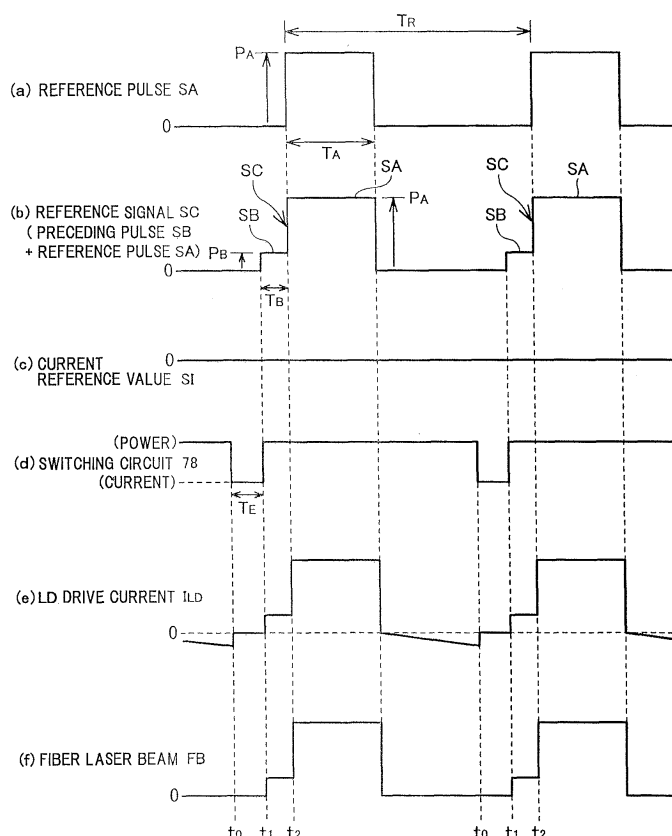 TR
PA
(a) REFERENCE PULSE SA
0
TA
SC
SA
SC
SA
(b) REFERENCE SIGNAL SC
( PRECEDING PULSE SB
+ REFERENCE PULSE SA)
SB
PA
SB
PB
0
TB
(c) CURRENT
REFERENCE VALUE SI
0
(POWER)
(d) SWITCHING CIRCUIT 78
(CURRENT)
TE
(e) LD DRIVE CURRENT ILD
0
(f) FIBER LASER BEAM FB
0
t0 t1 t2 t0 t1 t2